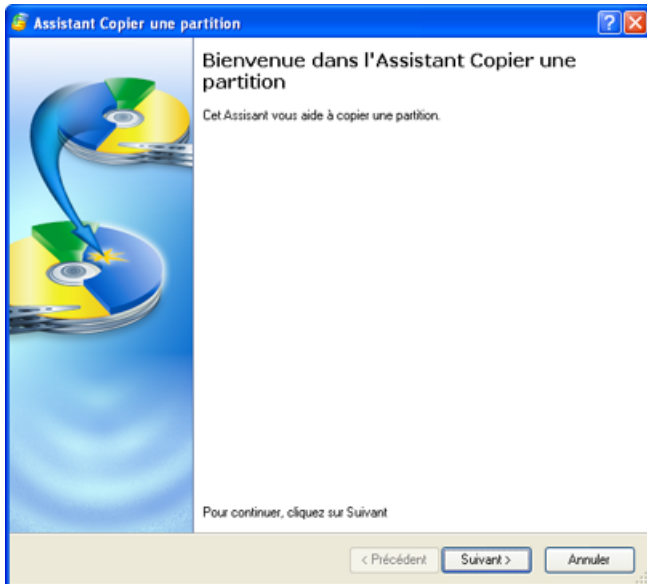 Assistant Copier une partition
Bienvenue dans l'Assistant Copier une
partition
Cet Assisant vous aide à copier une partition.
Pour continuer, cliquez sur Suivant
< Précédent Suivant > Annuler